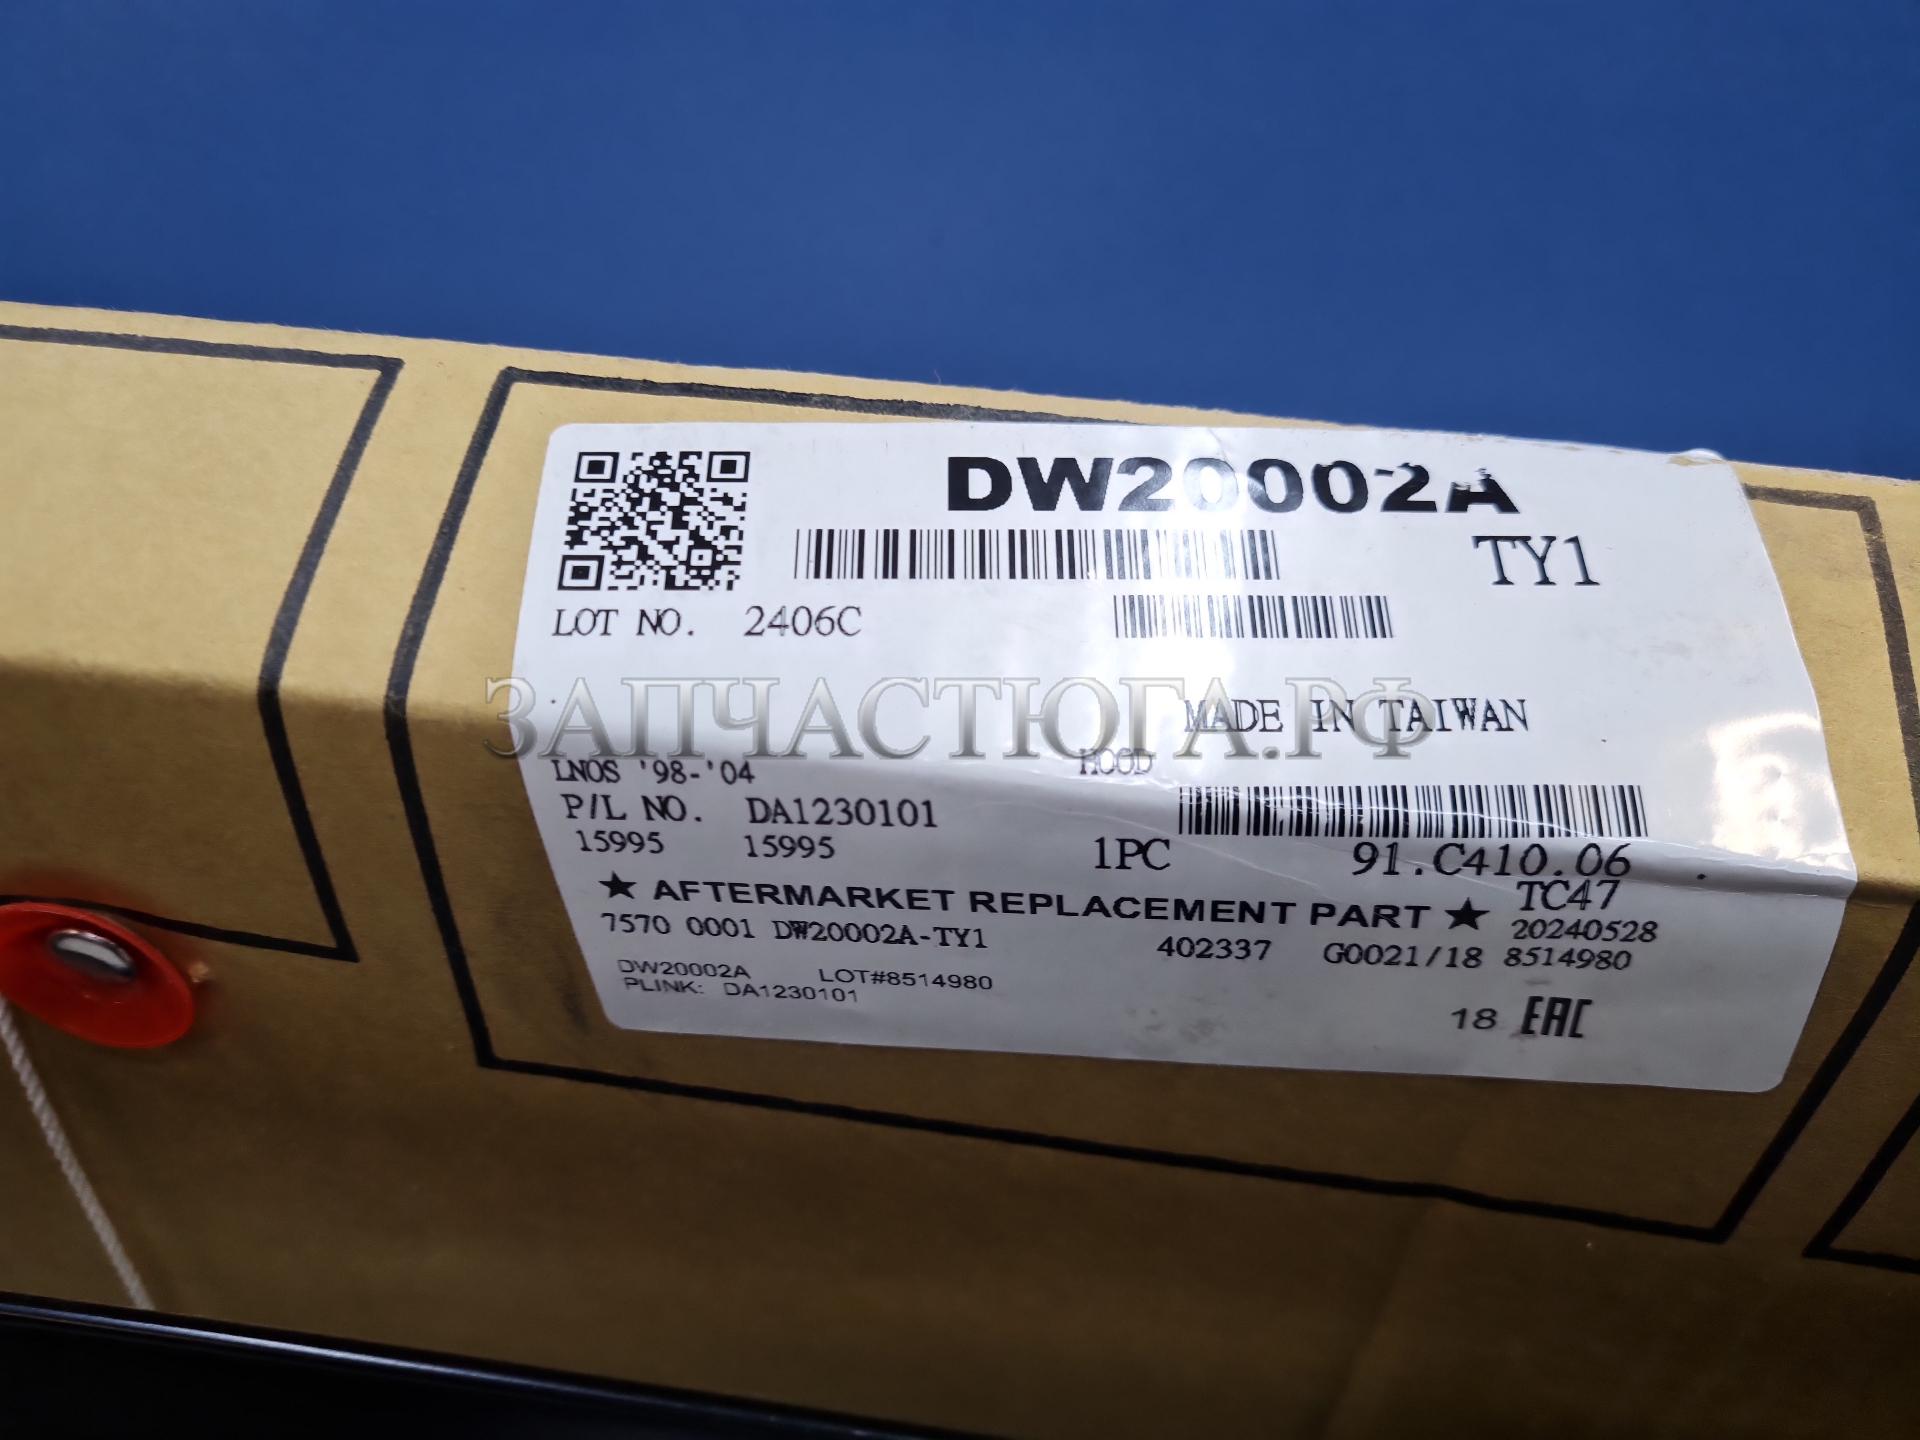 DW20002A
TY1
LOT NO. 2406C
ЗАПЧАСТЮГА.РФ
MADE IN TAIWAN
LNOS '98-'04 HOOD
P/L NO. DA1230101
15995 15995 1PC 91.C410.06
★ AFTERMARKET REPLACEMENT PART ★ TC47
7570 0001 DW20002A-TY1 20240528
402337 G0021/18 8514980
DW20002A LOT#8514980
PLINK: DA1230101
18 EAC